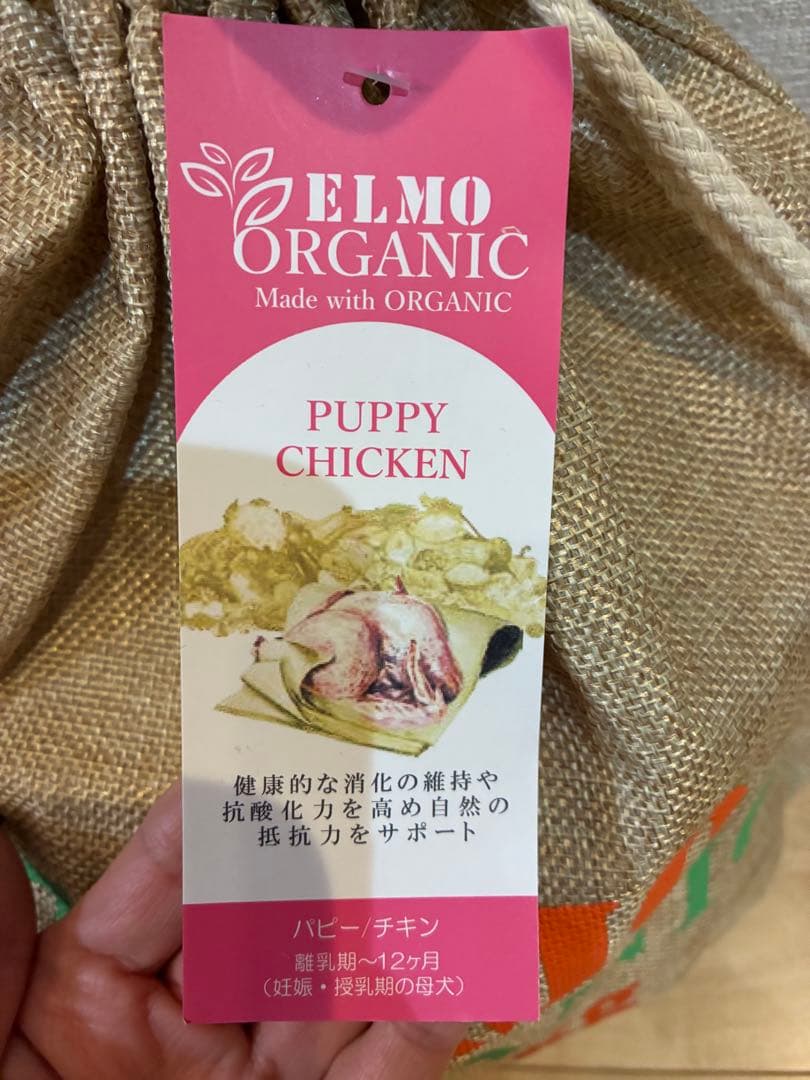 ELMO
ORGANIC
Made with ORGANIC
PUPPY
CHICKEN
健康的な消化の維持や
抗酸化力を高め自然の
抵抗力をサポート
パピー/チキン
離乳期～12ヶ月
(妊娠・授乳期の母犬)